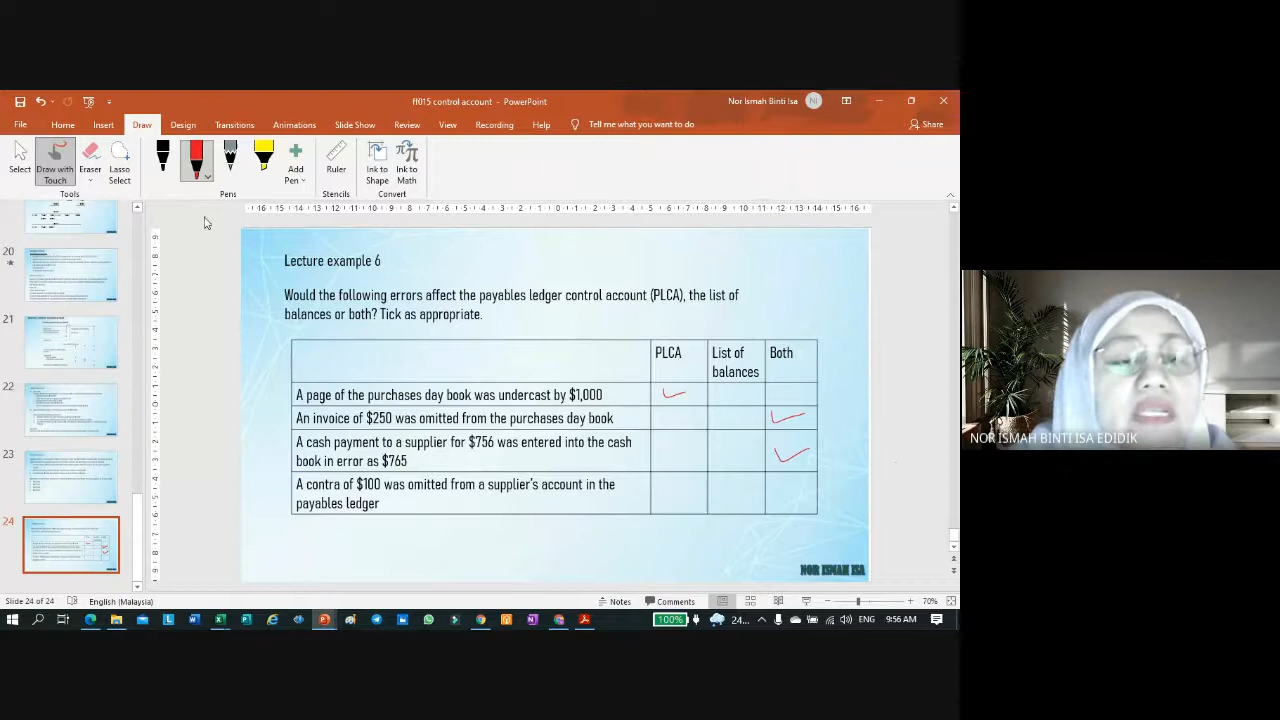 ff015 control account - PowerPoint
Nor Ismah Binti Isa
NI
File
Home
Insert
Draw
Design
Transitions
Animations
Slide Show
Review
View
Recording
Help
Tell me what you want to do
Share
Select
Draw with Touch
Eraser
Lasso Select
Add Pen
Ruler
Ink to Shape
Ink to Math
Tools
Pens
Stencils
Convert
20
21
22
23
24
Lecture example 6
Would the following errors affect the payables ledger control account (PLCA), the list of
balances or both? Tick as appropriate.
PLCA
List of balances
Both
A page of the purchases day book was undercast by $1,000
An invoice of $250 was omitted from the purchases day book
A cash payment to a supplier for $756 was entered into the cash
book in error as $765
A contra of $100 was omitted from a supplier's account in the
payables ledger
NOR ISMAH ISA
NOR ISMAH BINTI ISA EDIDIK
Slide 24 of 24
English (Malaysia)
Notes
Comments
70%
100%
24...
ENG
9:56 AM